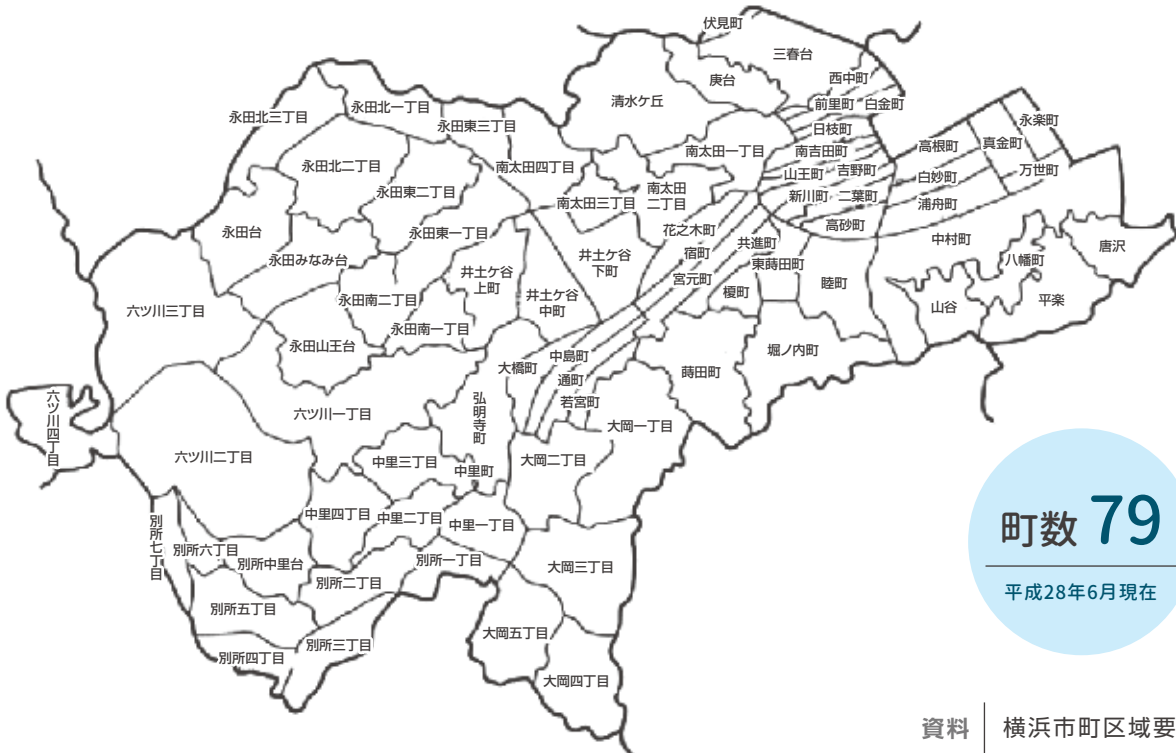 伏見町
三春台
庚台
西中町
清水ケ丘
前里町
白金町
永田北一丁目
永田北三丁目
永田東三丁目
日枝町
永楽町
南太田一丁目
南吉田町
高根町
真金町
永田北二丁目
南太田四丁目
山王町
吉野町
白妙町
万世町
永田東二丁目
南太田三丁目
南太田
二丁目
新川町
二葉町
浦舟町
永田台
永田東一丁目
花之木町
高砂町
中村町
唐沢
永田みなみ台
井土ケ谷
上町
井土ケ谷
下町
宿町
共進町
東蒔田町
八幡町
六ツ川三丁目
永田南二丁目
井土ケ谷
中町
宮元町
榎町
睦町
山谷
平楽
永田南一丁目
永田山王台
大橋町
中島町
堀ノ内町
通町
蒔田町
六ツ川四丁目
六ツ川一丁目
弘明寺町
若宮町
大岡一丁目
六ツ川二丁目
中里三丁目
中里町
大岡二丁目
中里四丁目
中里二丁目
中里一丁目
別所七丁目
別所六丁目
別所中里台
別所二丁目
別所一丁目
大岡三丁目
別所五丁目
別所三丁目
大岡五丁目
別所四丁目
大岡四丁目
町数 79
平成28年6月現在
資料 横浜市町区域要